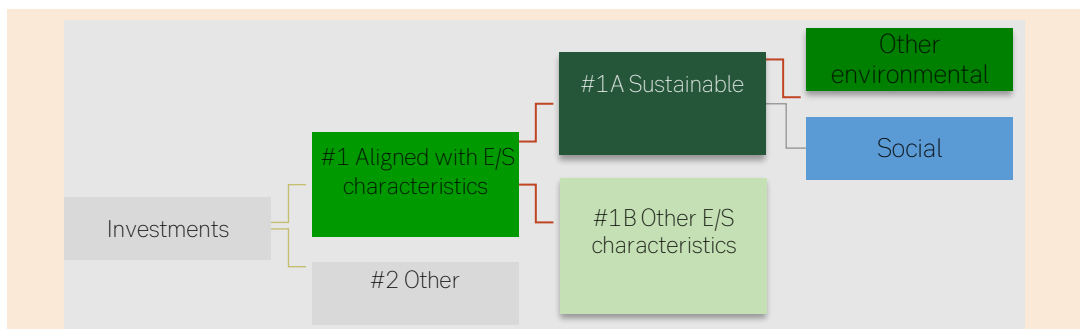 Other
environmental
#1A Sustainable
Social
#1 Aligned with E/S
characteristics
#1B Other E/S
characteristics
Investments
#2 Other